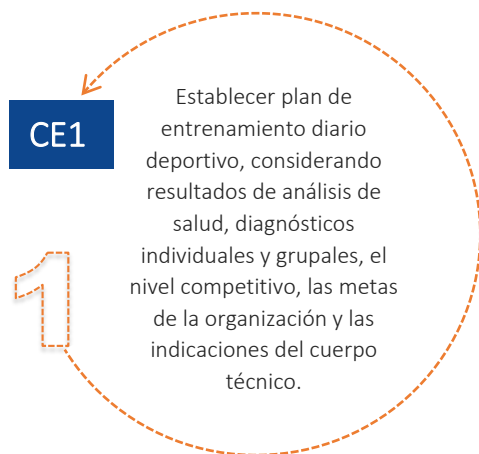 CE1
Establecer plan de
entrenamiento diario
deportivo, considerando
resultados de análisis de
salud, diagnósticos
individuales y grupales, el
nivel competitivo, las metas
de la organización y las
indicaciones del cuerpo
técnico.
1